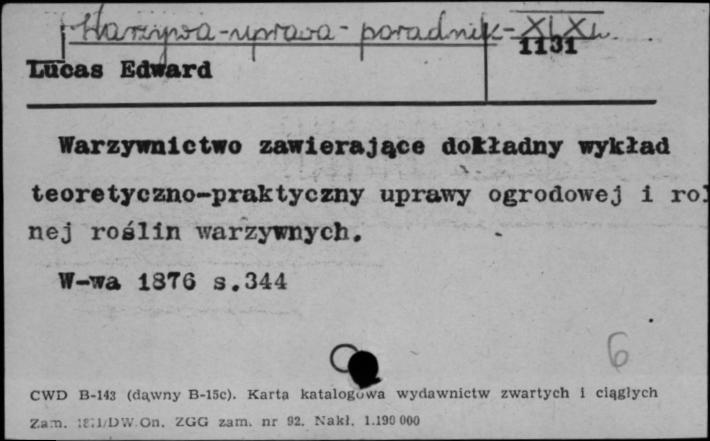 Warzywa - uprawa - poradnik - XIX w.
1131
Lucas Edward
Warzywnictwo zawierające dokładny wykład
teoretyczno-praktyczny uprawy ogrodowej i rol
nej roślin warzywnych.
W-wa 1876 s.344
6
CWD B-143 (dawny B-15c). Karta katalogowa wydawnictw zwartych i ciągłych
Zam. DW.On. ZGG zam. nr 92. Nakł. 1.190 000